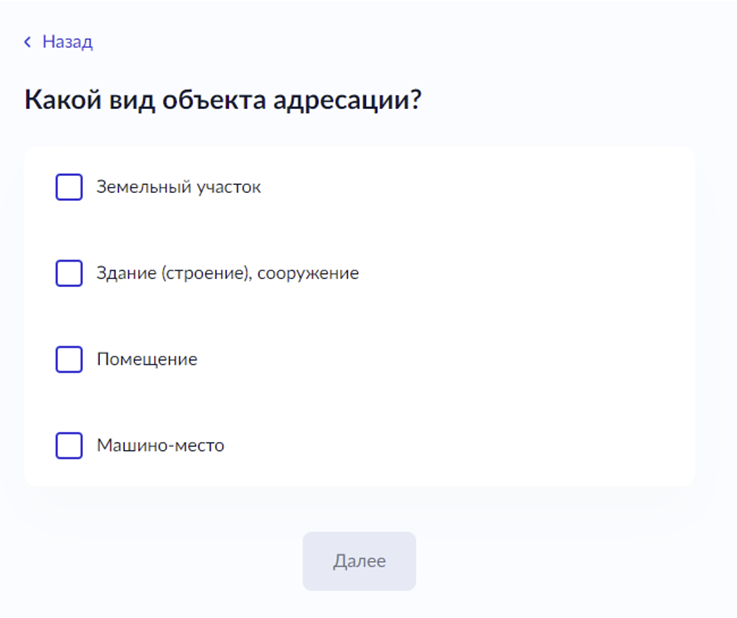 Назад
Какой вид объекта адресации?
Земельный участок
Здание (строение), сооружение
Помещение
Машино-место
Далее